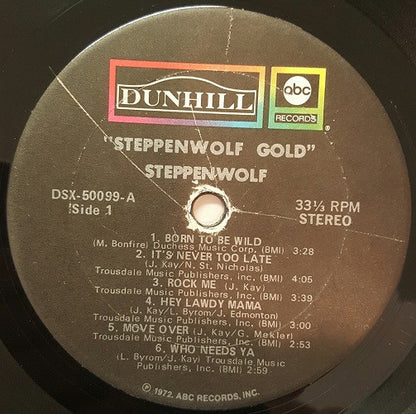 DUNHILL
abc
RECORDS
®
"STEPPENWOLF GOLD"
STEPPENWOLF
DSX-50099-A
Side 1
33⅓ RPM
STEREO
1. BORN TO BE WILD
(M. Bonfire) Duchess Music Corp. (BMI) 3:28
2. IT'S NEVER TOO LATE
(J. Kay/N. St. Nicholas)
Trousdale Music Publishers, inc. (BMI) 4:05
3. ROCK ME (J. Kay)
Trousdale Music Publishers, Inc. (BMI) 3:39
4. HEY LAWDY MAMA
(J. Kay/L. Byrom/J. Edmonton)
Trousdale Music Publishers, Inc. (BMI) 3:00
5. MOVE OVER (J. Kay/G. Mekler)
Trousdale Music Publishers, Inc. (BMI) 2:53
6. WHO NEEDS YA
(L. Byrom/J. Kay) Trousdale Music
Publishers, Inc. (BMI) 2:59
℗ 1972. ABC RECORDS, INC.